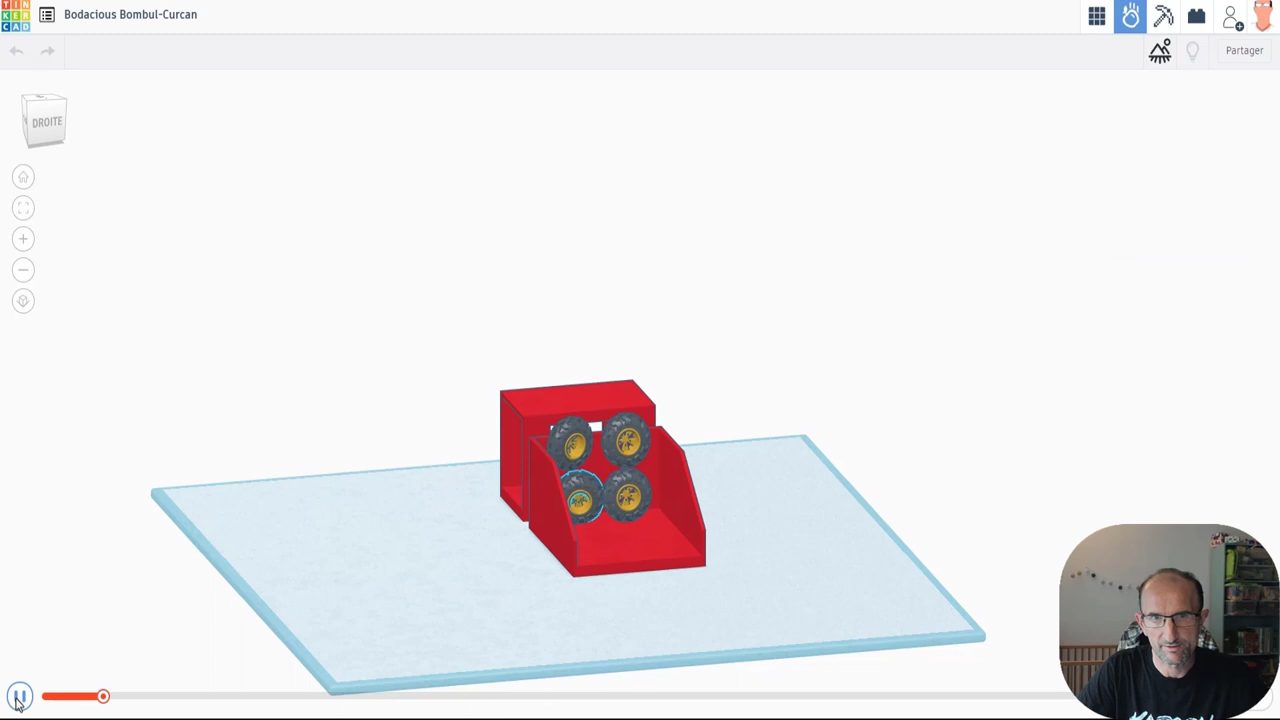 TIN
KER
CAD
Bodacious Bombul-Curcan
Partager
DROITE